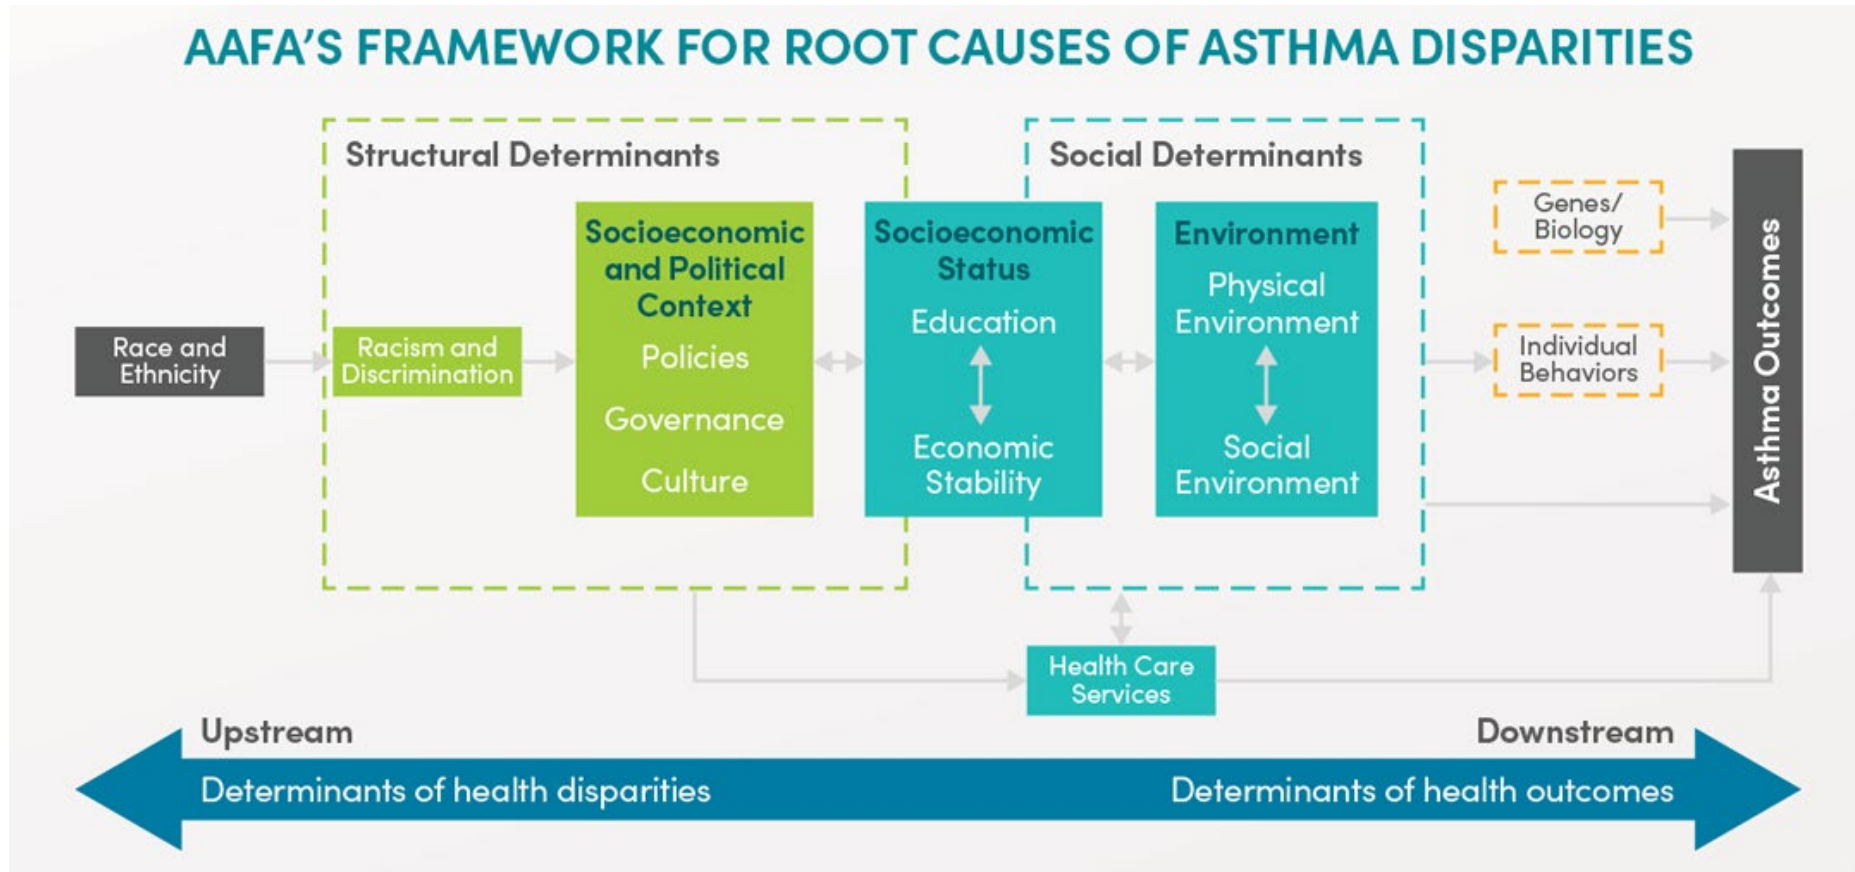 AAFA'S FRAMEWORK FOR ROOT CAUSES OF ASTHMA DISPARITIES
Structural Determinants
Social Determinants
Race and
Ethnicity
Racism and
Discrimination
Socioeconomic
and Political
Context
Policies
Governance
Culture
Socioeconomic
Status
Education
Economic
Stability
Environment
Physical
Environment
Social
Environment
Genes/
Biology
Individual
Behaviors
Asthma Outcomes
Health Care
Services
Upstream
Downstream
Determinants of health disparities
Determinants of health outcomes